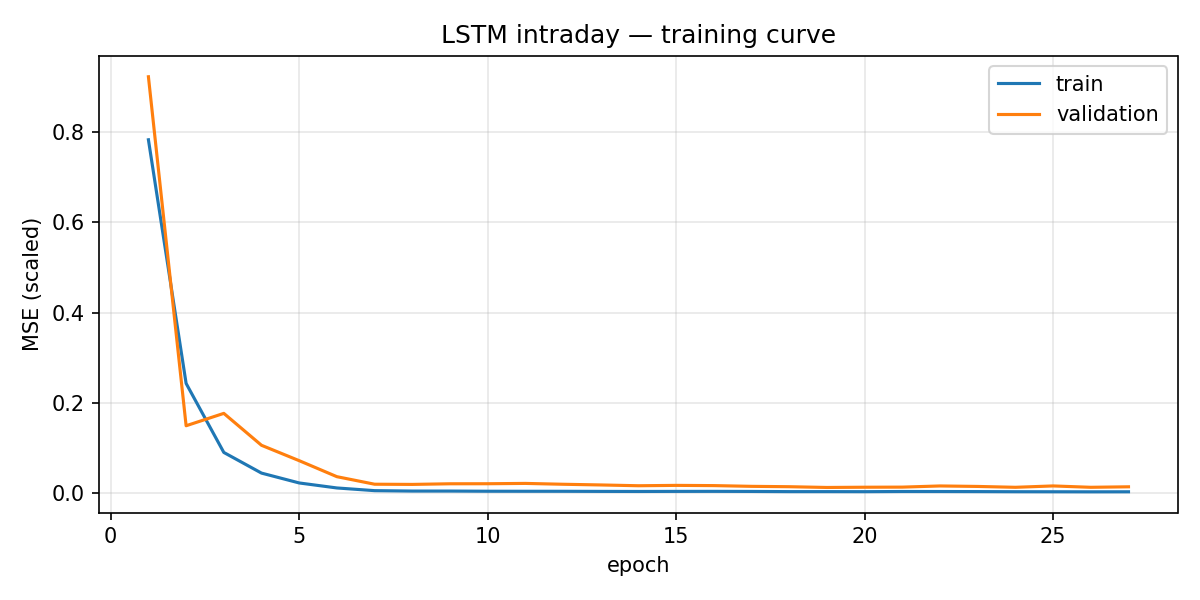 LSTM intraday — training curve
train
validation
MSE (scaled)
0.8
0.6
0.4
0.2
0.0
0 5 10 15 20 25
epoch